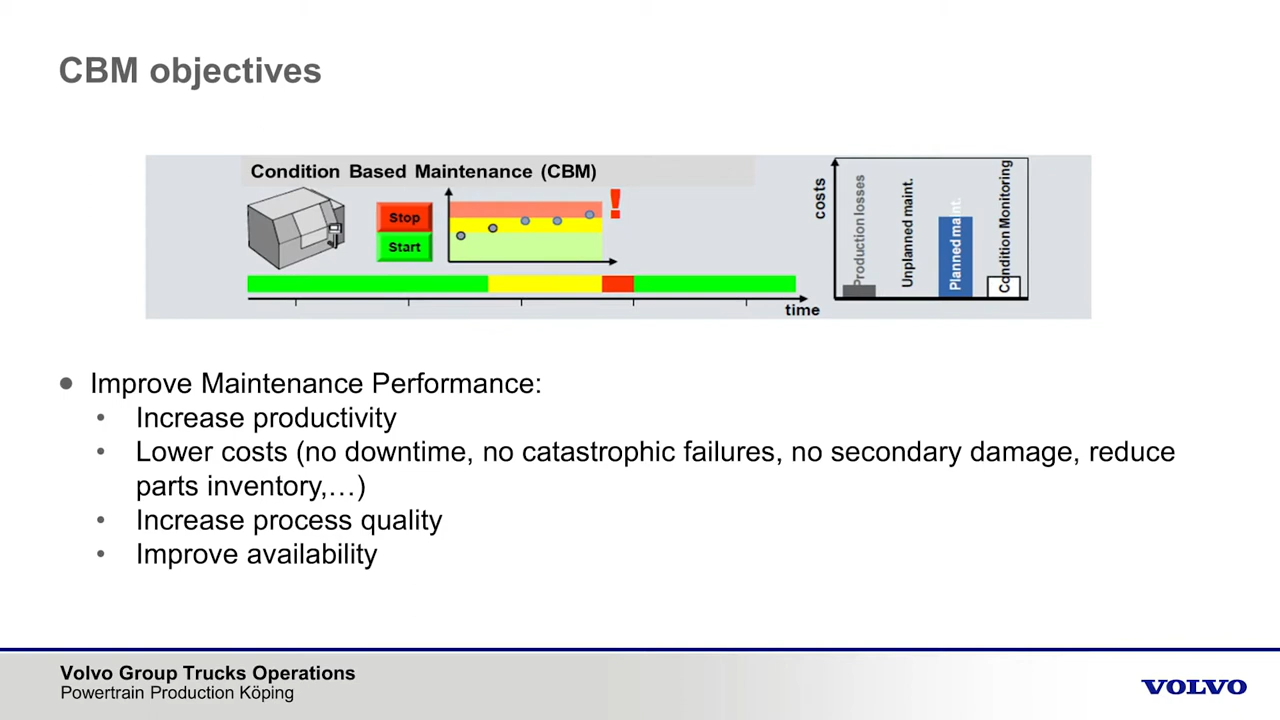 CBM objectives
Condition Based Maintenance (CBM)
Stop
Start
!
time
costs
Production losses
Unplanned maint.
Planned maint.
Condition Monitoring
● Improve Maintenance Performance:
• Increase productivity
• Lower costs (no downtime, no catastrophic failures, no secondary damage, reduce
parts inventory,…)
• Increase process quality
• Improve availability
Volvo Group Trucks Operations
Powertrain Production Köping
VOLVO